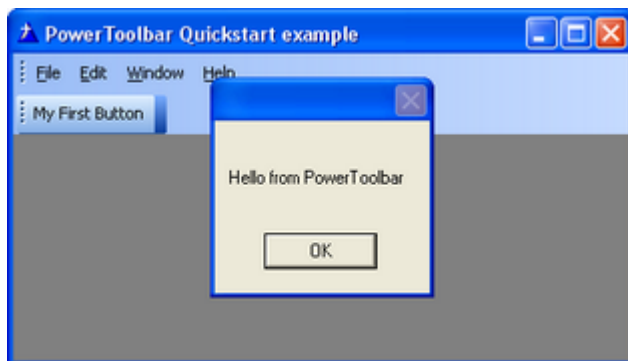 PowerToolbar Quickstart example
File Edit Window Help
My First Button
Hello from PowerToolbar
OK